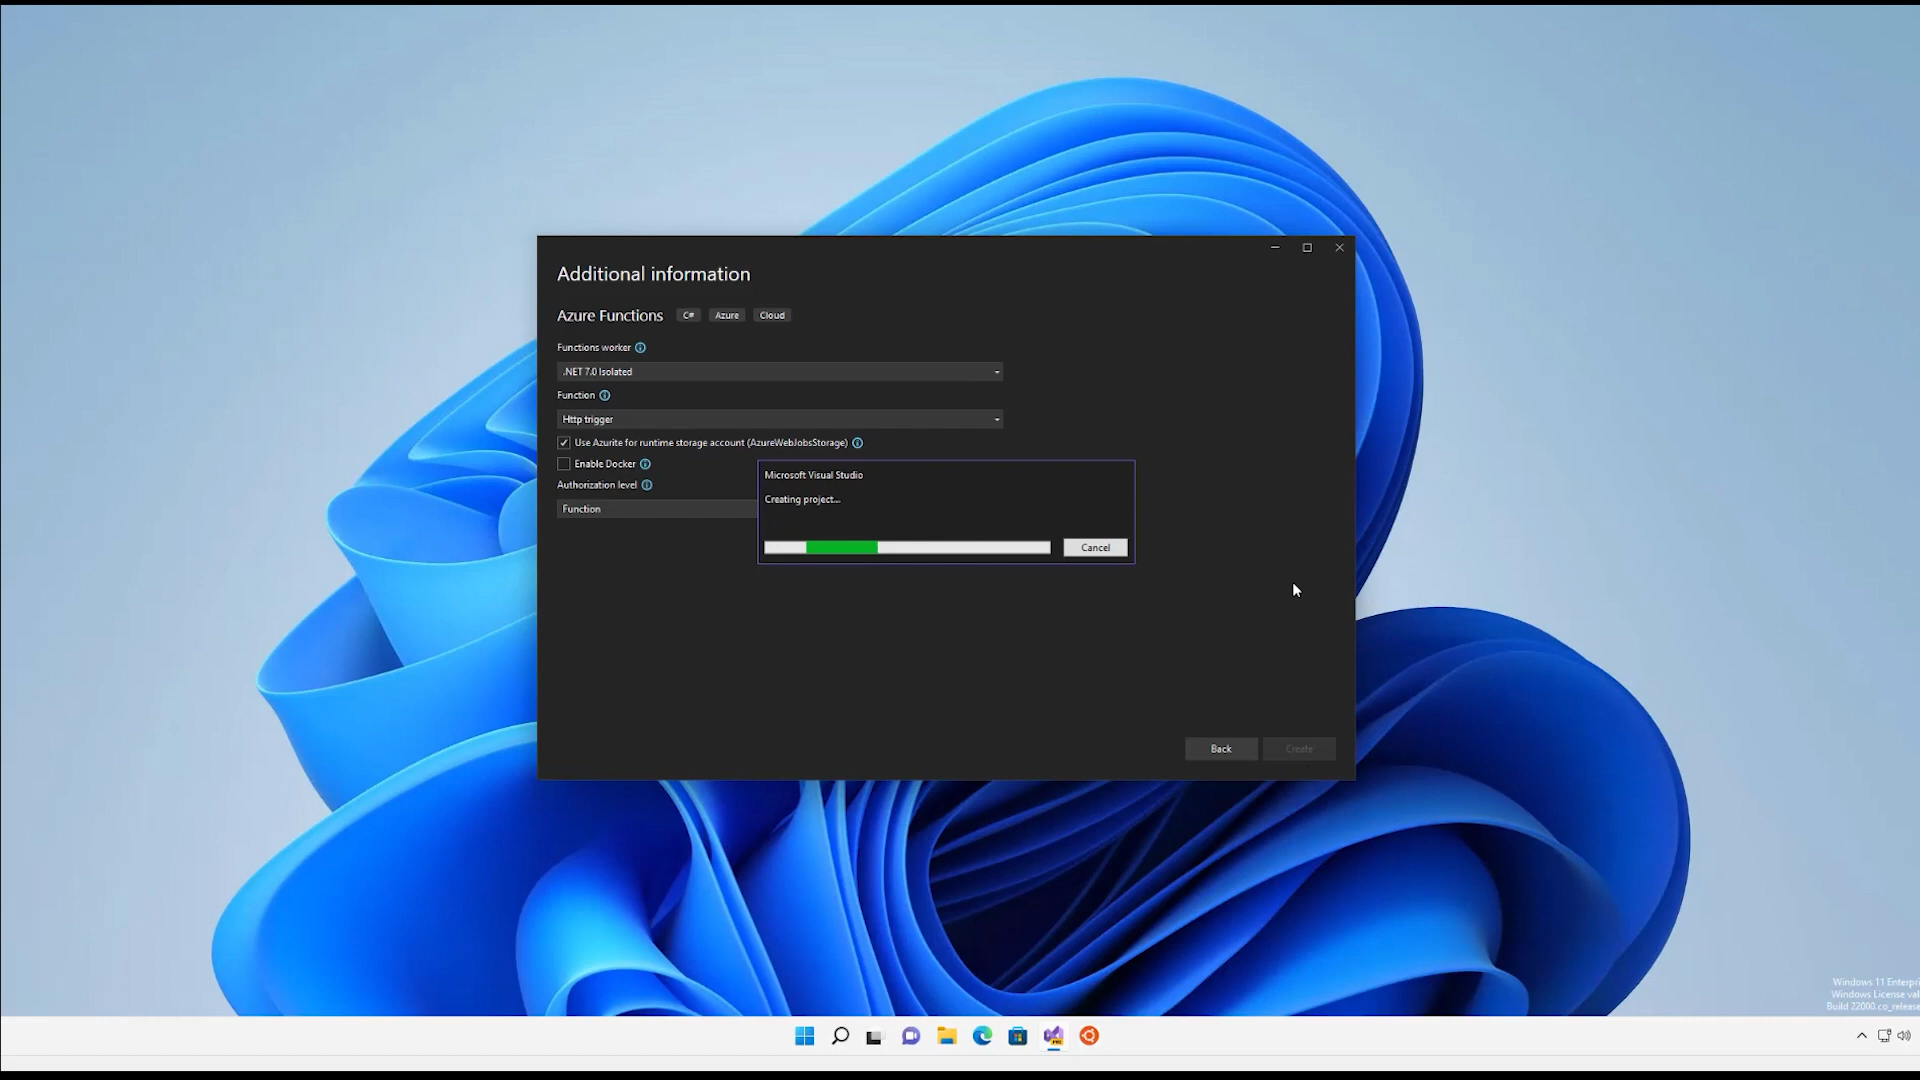 Additional information
Azure Functions C# Azure Cloud
Functions worker
.NET 7.0 Isolated
Function
Http trigger
Use Azurite for runtime storage account (AzureWebJobsStorage)
Enable Docker
Authorization level
Function
Microsoft Visual Studio
Creating project...
Cancel
Back Create
Windows 11 Enterpri
Windows License val
Build 22000.co_release